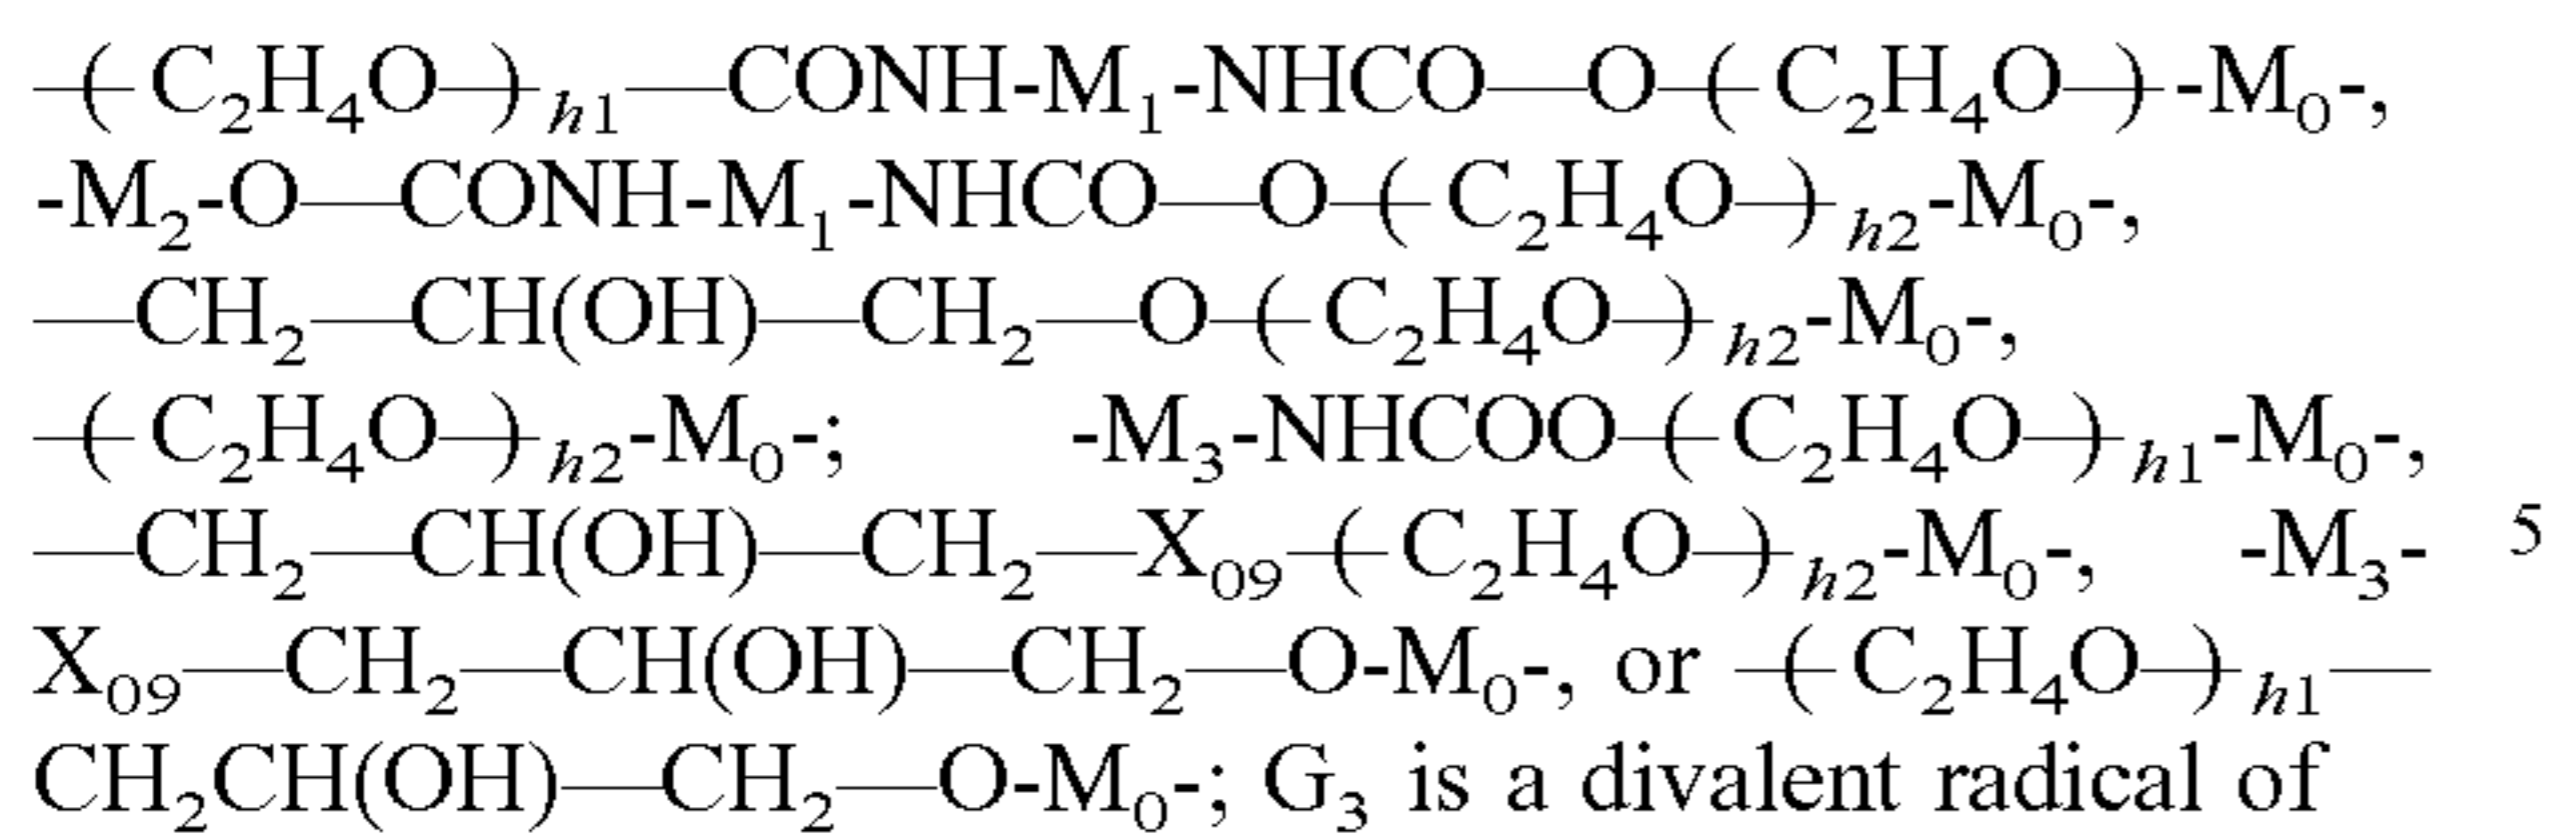 —(C₂H₄O—)ₕ₁—CONH-M₁-NHCO—O—(C₂H₄O—)-M₀-,
-M₂-O—CONH-M₁-NHCO—O—(C₂H₄O—)ₕ₂-M₀-,
—CH₂—CH(OH)—CH₂—O—(C₂H₄O—)ₕ₂-M₀-,
—(C₂H₄O—)ₕ₂-M₀-; -M₃-NHCOO—(C₂H₄O—)ₕ₁-M₀-,
—CH₂—CH(OH)—CH₂—X₀₉—(C₂H₄O—)ₕ₂-M₀-, -M₃- 5
X₀₉—CH₂—CH(OH)—CH₂—O-M₀-, or —(C₂H₄O—)ₕ₁—
CH₂CH(OH)—CH₂—O-M₀-; G₃ is a divalent radical of